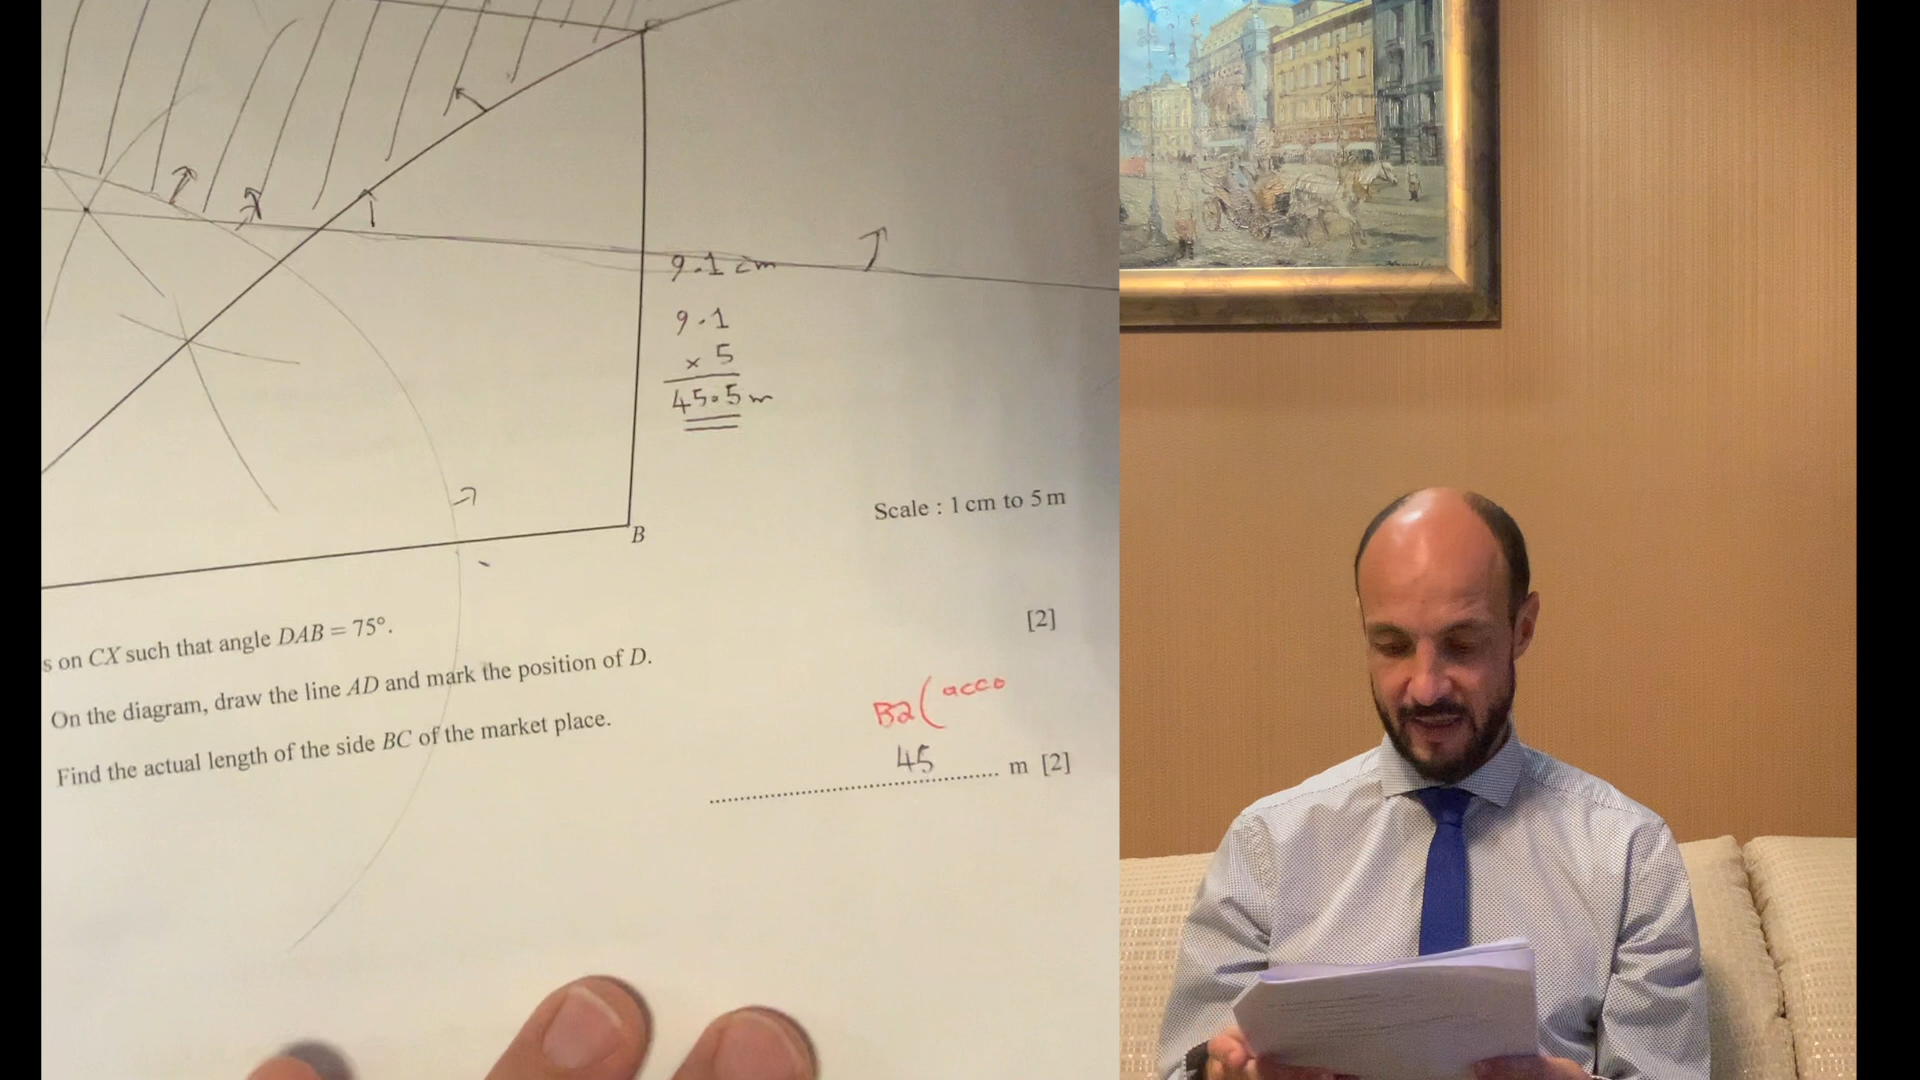 9.1 cm
9.1
× 5
45.5 m
Scale : 1 cm to 5 m
B
s on CX such that angle DAB = 75°.
[2]
On the diagram, draw the line AD and mark the position of D.
B2 (acco
Find the actual length of the side BC of the market place.
45
m [2]